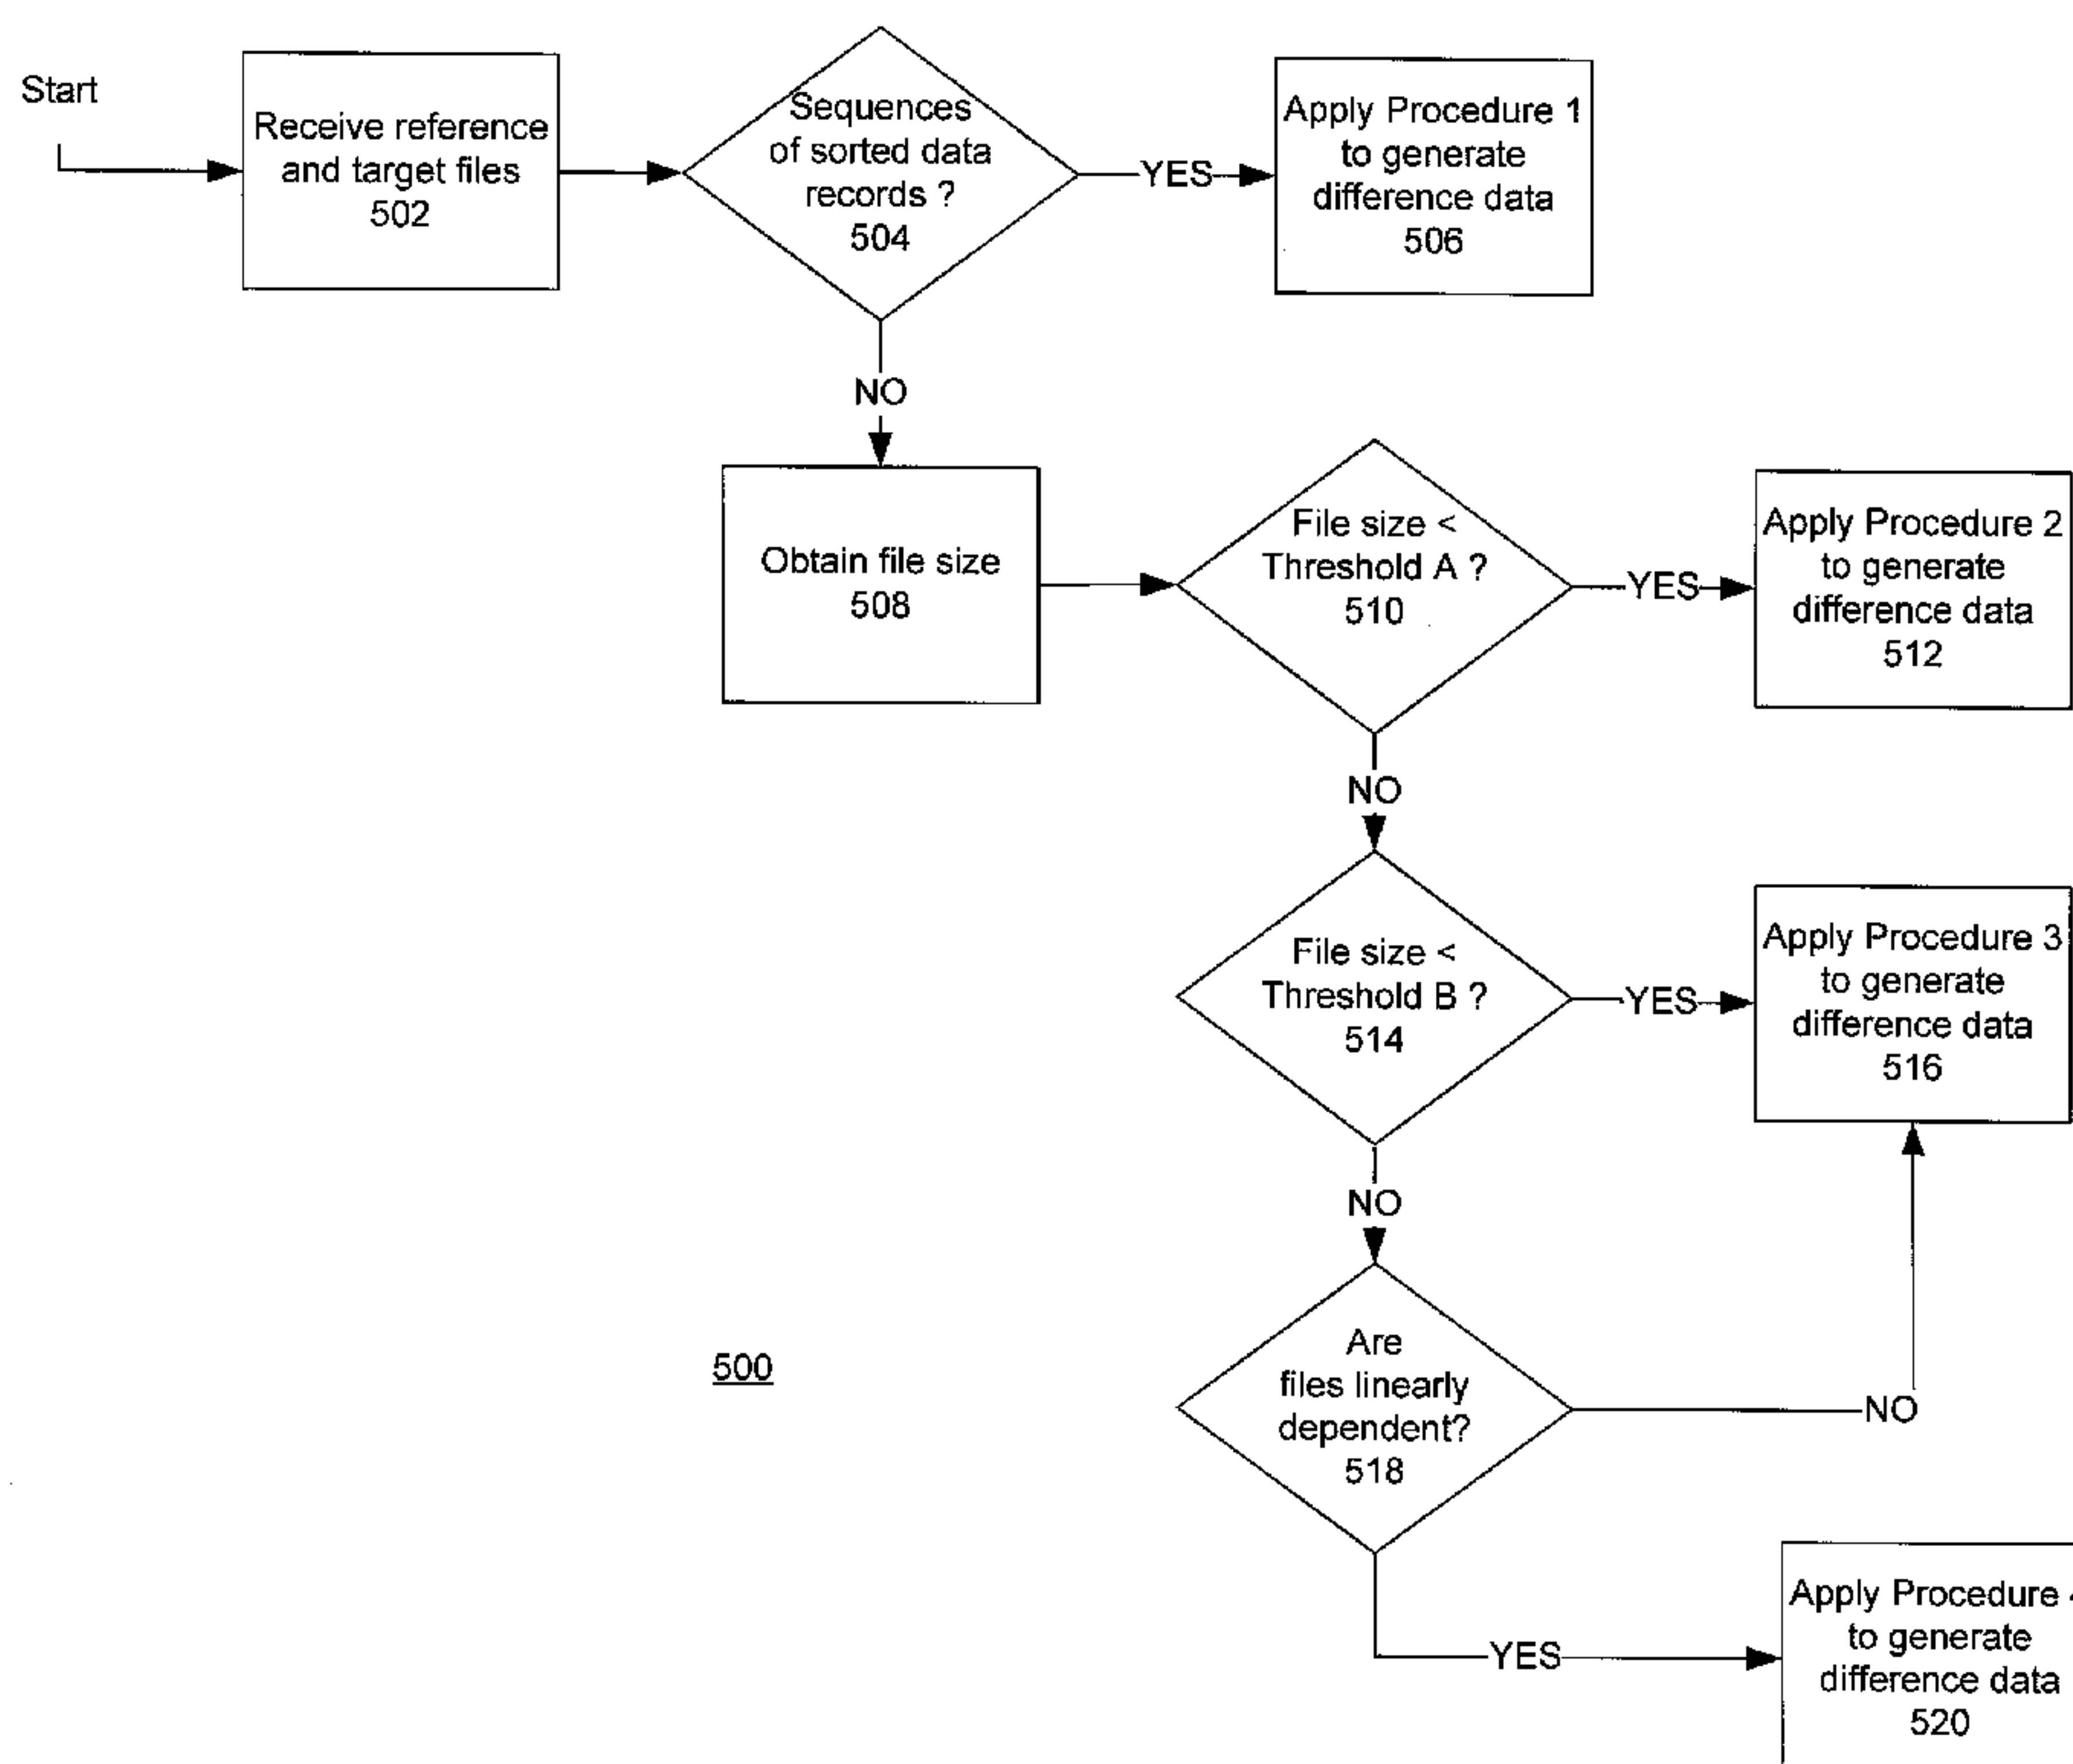 Start
Receive reference
and target files
502
Sequences
of sorted data
records ?
504
YES
Apply Procedure 1
to generate
difference data
506
NO
Obtain file size
508
File size <
Threshold A ?
510
YES
Apply Procedure 2
to generate
difference data
512
NO
File size <
Threshold B ?
514
YES
Apply Procedure 3
to generate
difference data
516
NO
Are
files linearly
dependent?
518
NO
500
YES
Apply Procedure
to generate
difference data
520